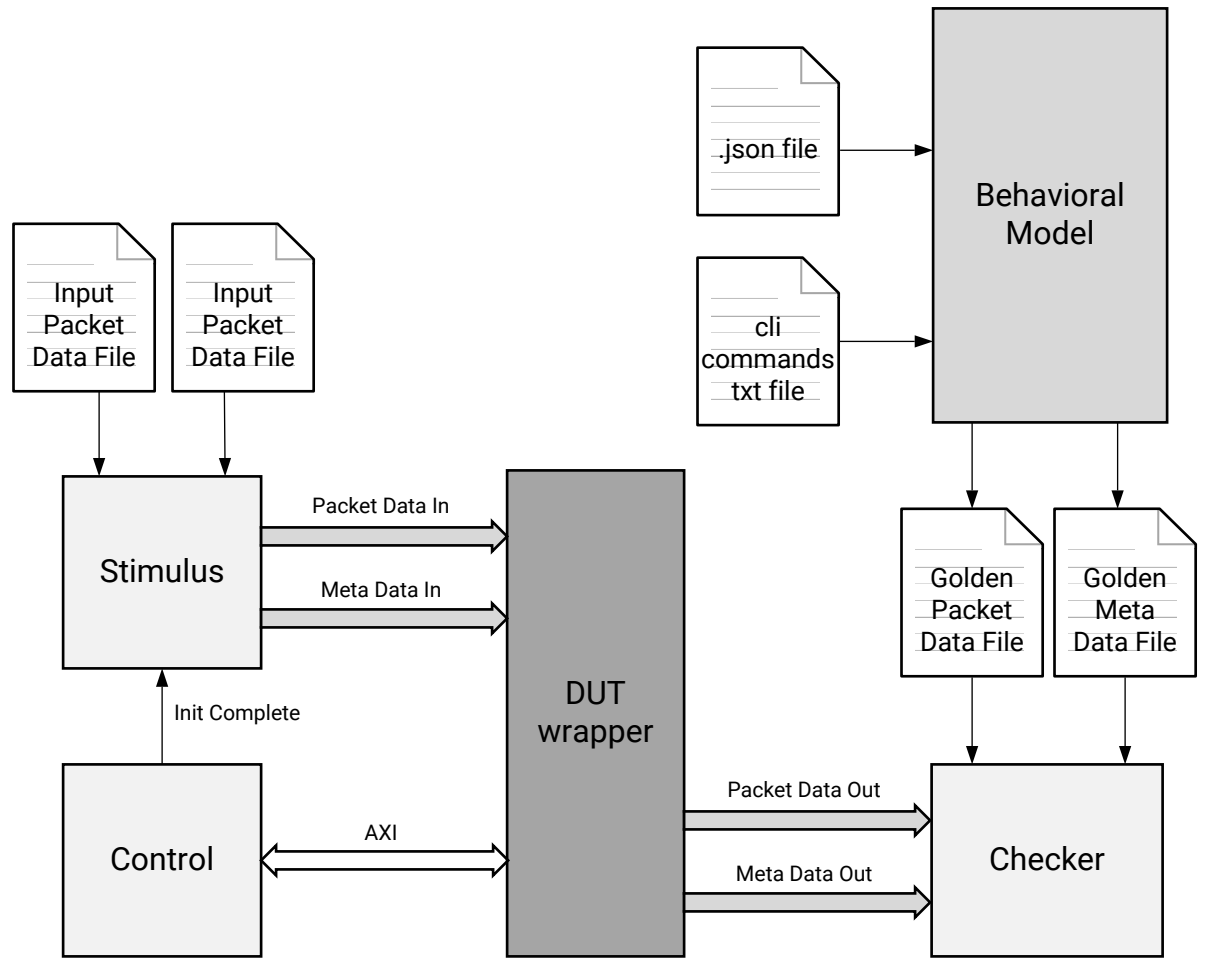 .json file
Behavioral
Model
Input
Packet
Data File
Input
Packet
Data File
cli
commands
txt file
Packet Data In
Stimulus
Meta Data In
Golden
Packet
Data File
Golden
Meta
Data File
DUT
wrapper
Init Complete
Packet Data Out
AXI
Control
Checker
Meta Data Out